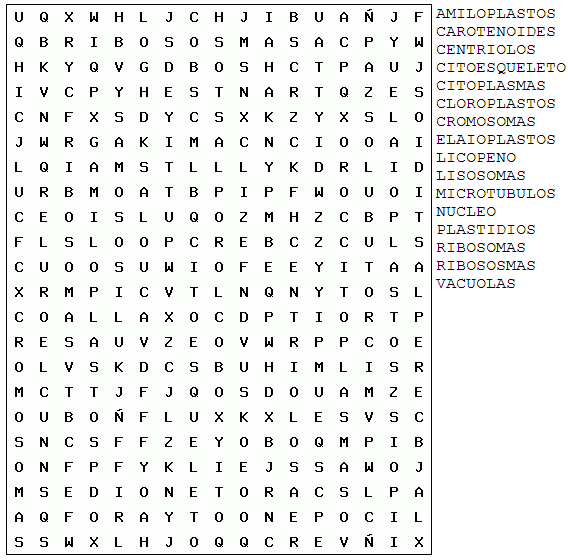 U Q X W H L J C H J I B U A Ñ J F
Q B R I B O S O S M A S A C P Y W
H K Y Q V G D B O S H C T P A U J
I V C P Y H E S T N A R T Q Z E S
C N F X S D Y C S X K Z Y X S L O
J W R G A K I M A C N C I O O A I
L Q I A M S T L L L Y K D R L I D
U R B M O A T B P I P F W O U O I
C E O I S L U Q O Z M H Z C B P T
F L S L O O P C R E B C Z C U L S
C U O O S U W I O F E E Y I T A A
X R M P I C V T L N Q N Y T O S L
C O A L L A X O C D P T I O R T P
R E S A U V Z E O V W R P P C O E
O L V S K D C S B U H I M L I S R
M C T T J F J Q O S D O U A M Z E
O U B O Ñ F L U X K X L E S V S C
S N C S F F Z E Y O B O Q M P I B
O N F P F Y K L I E J S S A W O J
M S E D I O N E T O R A C S L P A
A Q F O R A Y T O O N E P O C I L
S S W X L H J O Q Q C R E V Ñ I X
AMILOPLASTOS
CAROTENOIDES
CENTRIOLOS
CITOESQUELETO
CITOPLASMAS
CLOROPLASTOS
CROMOSOMAS
ELAIOPLASTOS
LICOPENO
LISOSOMAS
MICROTUBULOS
NUCLEO
PLASTIDIOS
RIBOSOMAS
RIBOSOSMAS
VACUOLAS